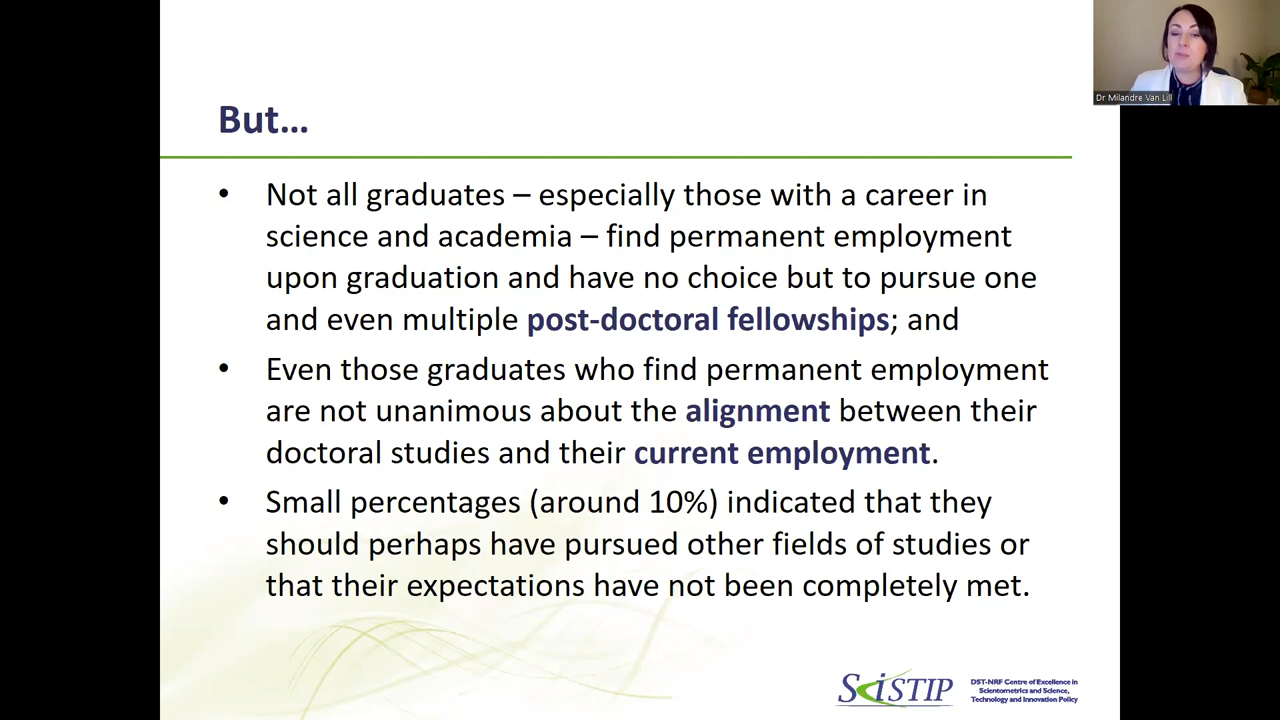 But...
• Not all graduates – especially those with a career in
science and academia – find permanent employment
upon graduation and have no choice but to pursue one
and even multiple post-doctoral fellowships; and
• Even those graduates who find permanent employment
are not unanimous about the alignment between their
doctoral studies and their current employment.
• Small percentages (around 10%) indicated that they
should perhaps have pursued other fields of studies or
that their expectations have not been completely met.
Dr Milandre Van Lill
SciSTIP
DST-NRF Centre of Excellence in
Scientometrics and Science,
Technology and Innovation Policy